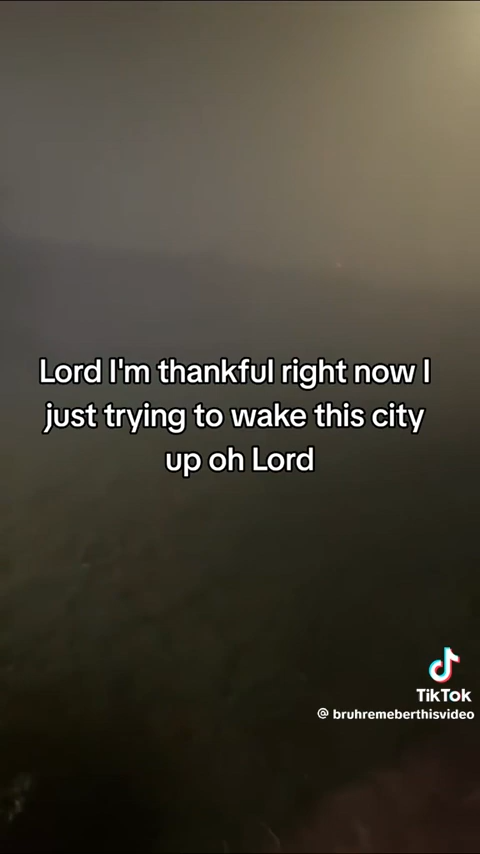 Lord I'm thankful right now I
just trying to wake this city
up oh Lord
TikTok
@ bruhremeberthisvideo